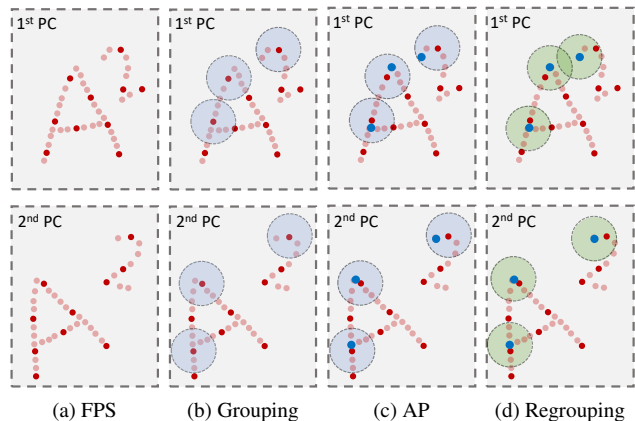 1st PC 1st PC 1st PC 1st PC
2nd PC 2nd PC 2nd PC 2nd PC
(a) FPS (b) Grouping (c) AP (d) Regrouping